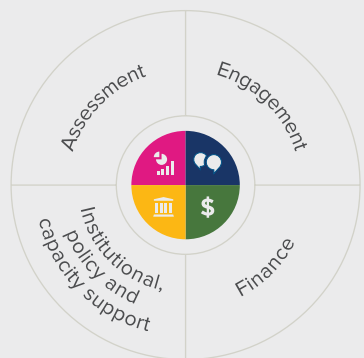 Assessment
Engagement
Institutional,
policy and
capacity support
Finance
$